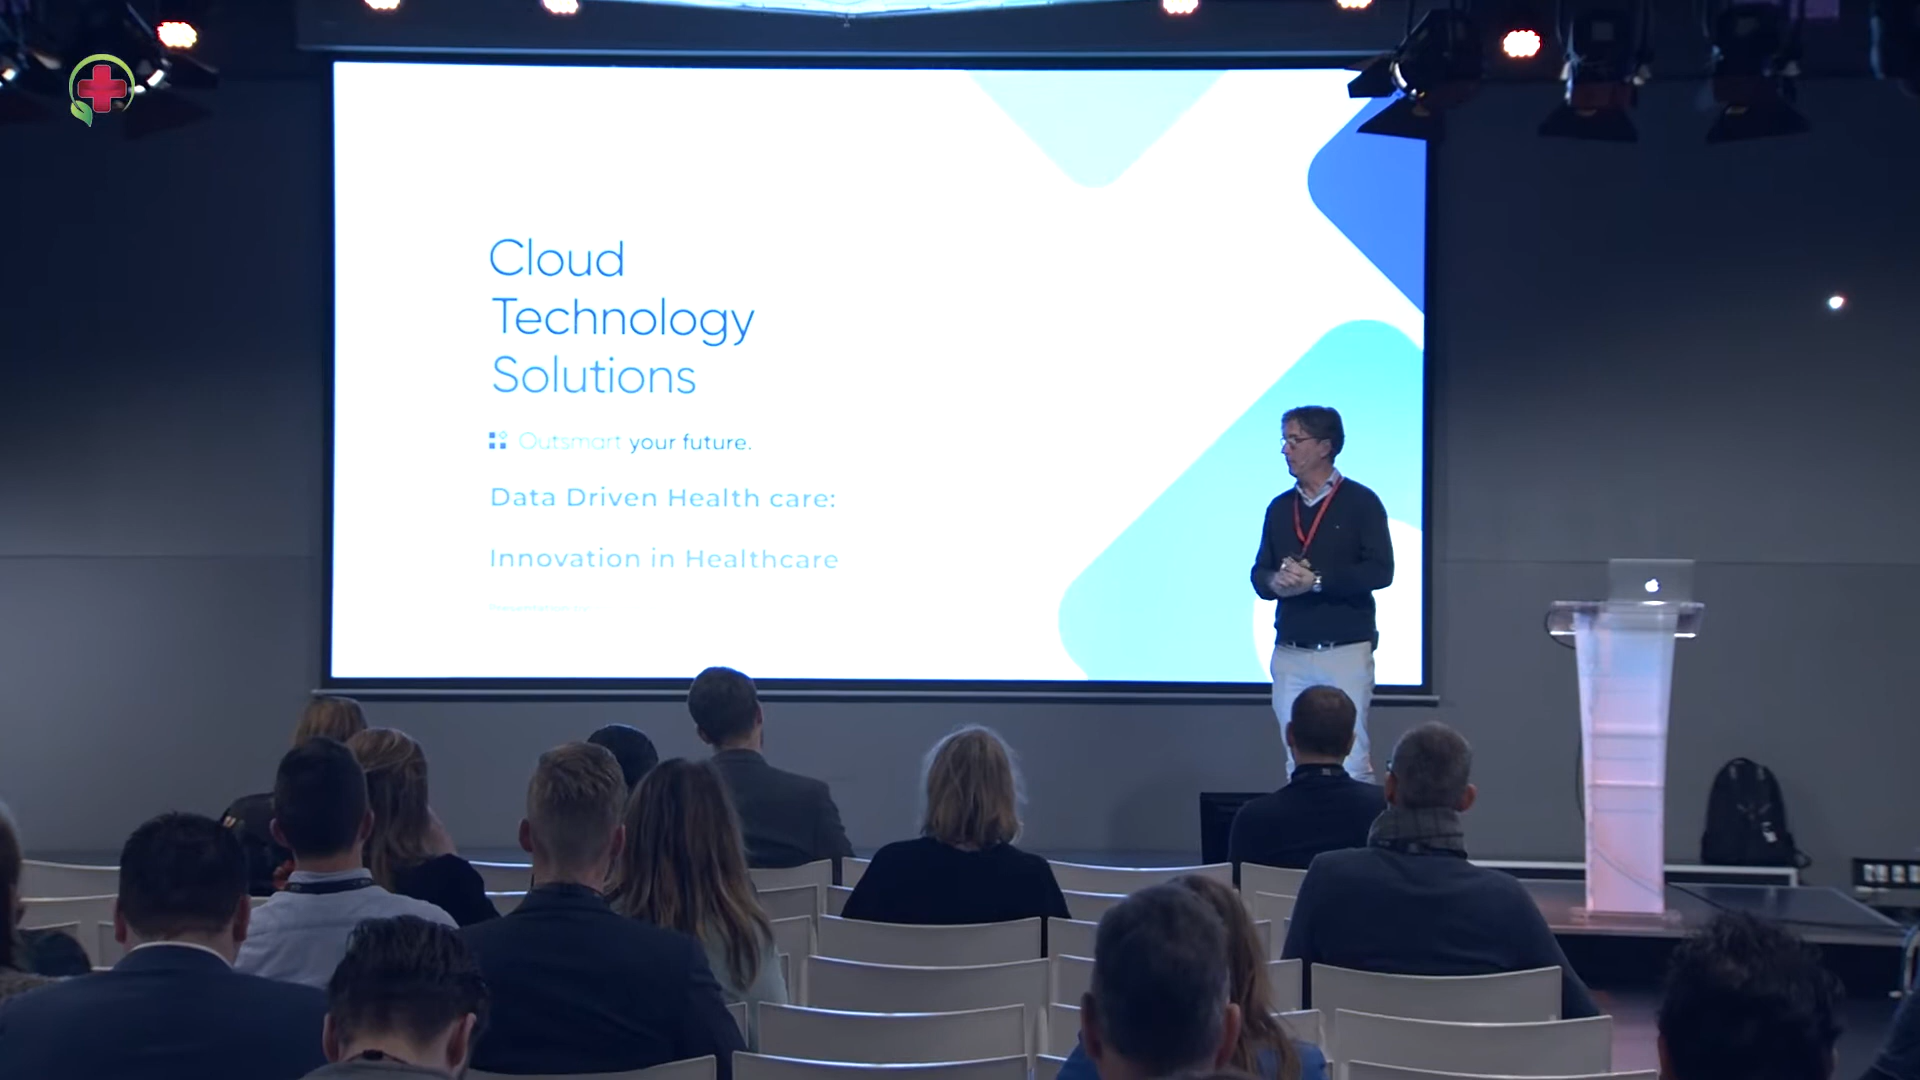 Cloud
Technology
Solutions
Outsmart your future.
Data Driven Health care:
Innovation in Healthcare